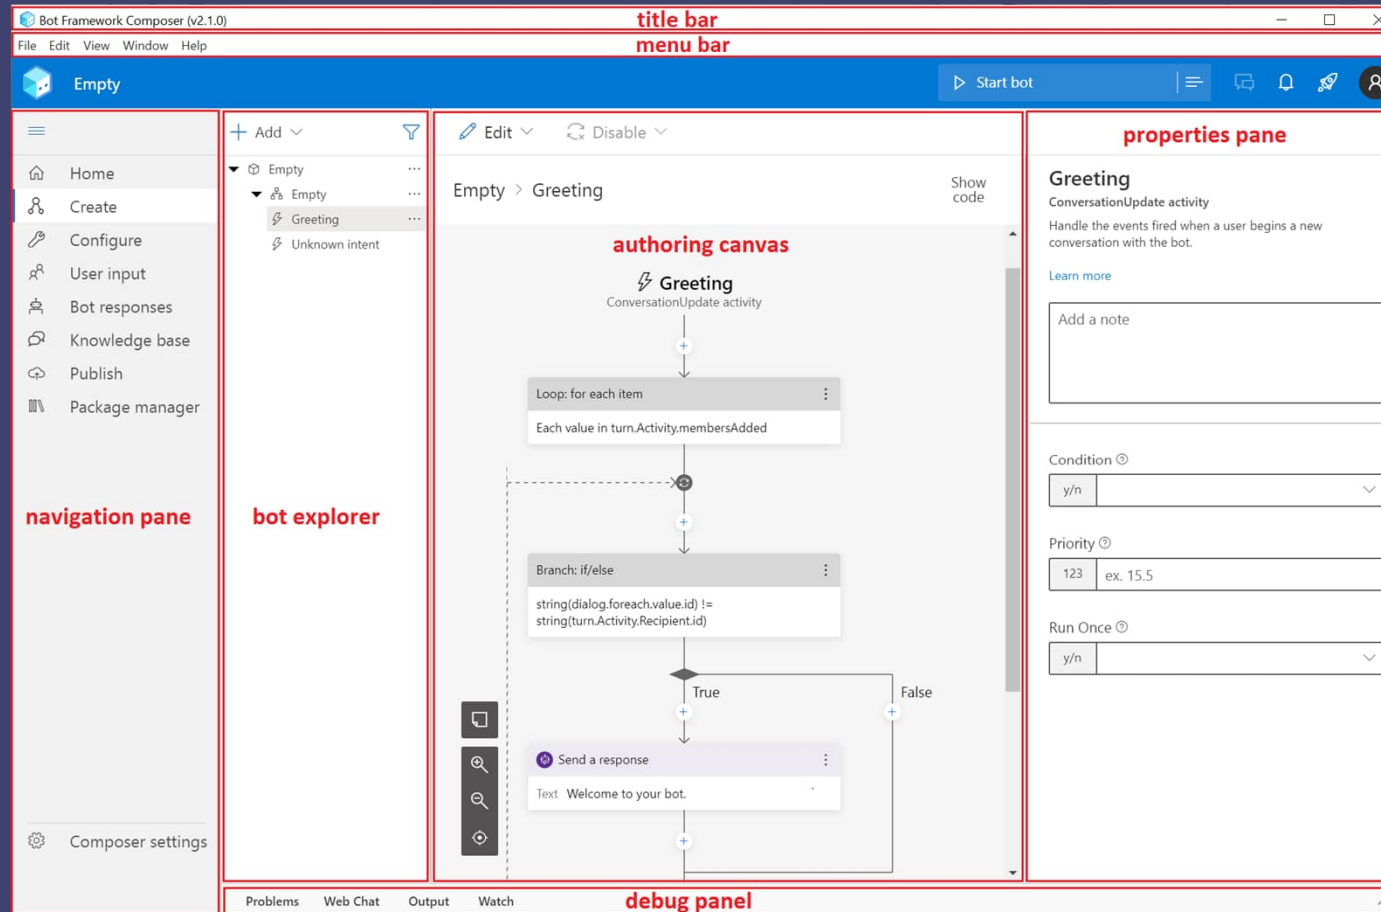 Bot Framework Composer (v2.1.0)
title bar
File Edit View Window Help
menu bar
Empty
Start bot
Home
Create
Configure
User input
Bot responses
Knowledge base
Publish
Package manager
navigation pane
Composer settings
Add
Empty
Empty
Greeting
Unknown intent
bot explorer
Edit Disable
Empty > Greeting
Show
code
authoring canvas
Greeting
ConversationUpdate activity
Loop: for each item
Each value in turn.Activity.membersAdded
Branch: if/else
string(dialog.foreach.value.id) !=
string(turn.Activity.Recipient.id)
True
False
Send a response
Text Welcome to your bot.
properties pane
Greeting
ConversationUpdate activity
Handle the events fired when a user begins a new
conversation with the bot.
Learn more
Add a note
Condition
y/n
Priority
123 ex. 15.5
Run Once
y/n
Problems Web Chat Output Watch
debug panel